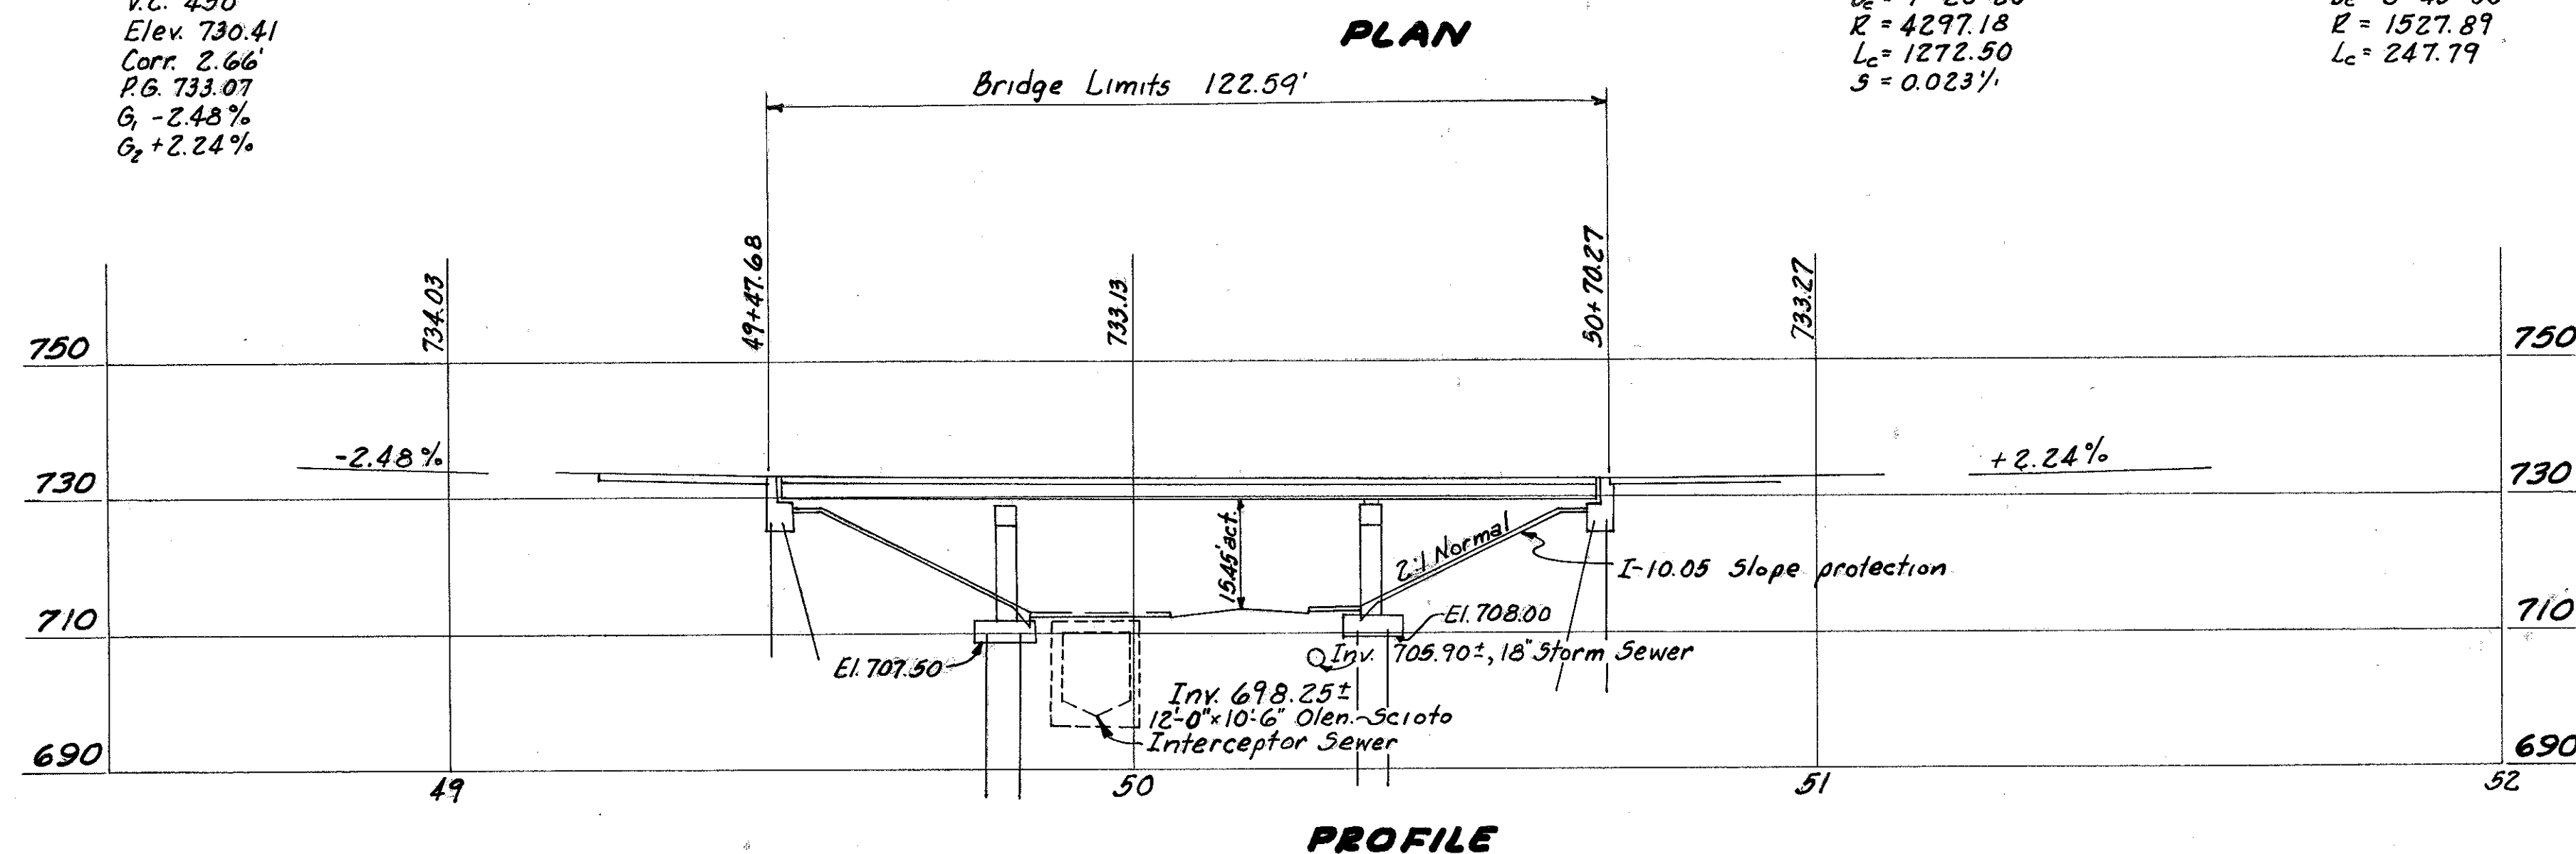 V.C. 450'
Elev. 730.41
Corr. 2.66'
P.G. 733.07
G1 -2.48%
G2 +2.24%
PLAN
R = 4297.18
Lc = 1272.50
S = 0.023'/'
R = 1527.89
Lc = 247.79
Bridge Limits 122.59'
734.03
49+47.68
733.13
50+70.27
733.27
750
750
-2.48%
+2.24%
730
730
15.45' act.
2:1 Normal
I-10.05 Slope protection
710
710
El. 708.00
El. 707.50
Inv. 705.90±, 18" Storm Sewer
Inv. 698.25±
12'-0"x10'-6" Olen.-Scioto
Interceptor Sewer
690
690
49
50
51
52
PROFILE